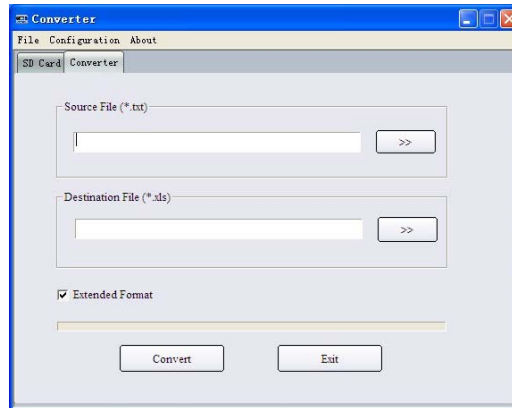 Converter
File Configuration About
SD Card Converter
Source File (*.txt)
>>
Destination File (*.xls)
>>
Extended Format
Convert Exit